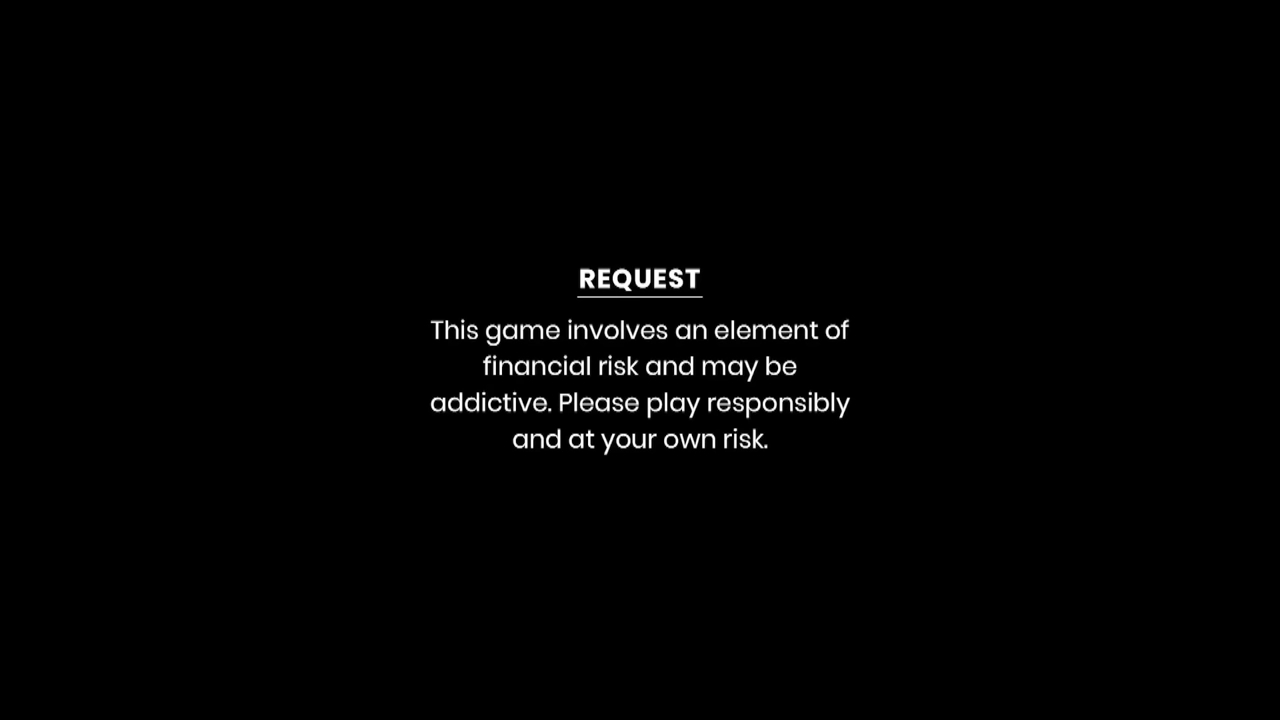 REQUEST
This game involves an element of
financial risk and may be
addictive. Please play responsibly
and at your own risk.